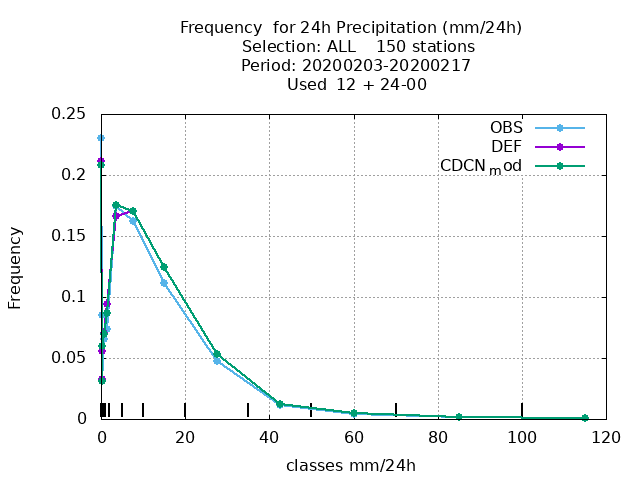 Frequency  for 24h Precipitation (mm/24h)
Selection: ALL    150 stations
Period: 20200203-20200217
Used  12 + 24-00
OBS
DEF
CDCN_mod
Frequency
0.25
0.2
0.15
0.1
0.05
0
0 20 40 60 80 100 120
classes mm/24h